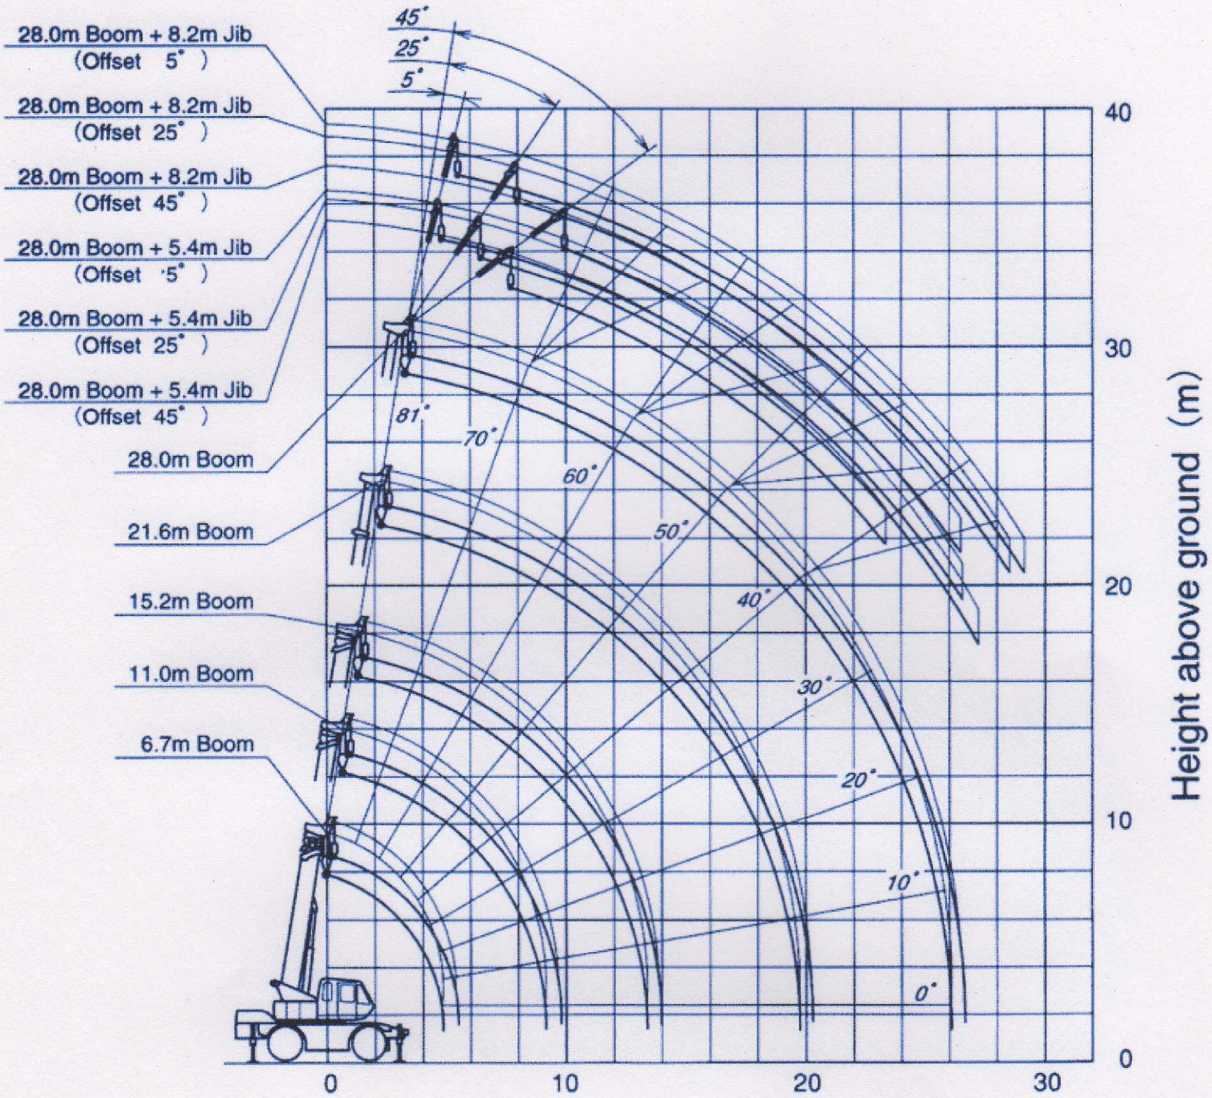 28.0m Boom + 8.2m Jib
(Offset 5°)
28.0m Boom + 8.2m Jib
(Offset 25°)
28.0m Boom + 8.2m Jib
(Offset 45°)
28.0m Boom + 5.4m Jib
(Offset 5°)
28.0m Boom + 5.4m Jib
(Offset 25°)
28.0m Boom + 5.4m Jib
(Offset 45°)
28.0m Boom
21.6m Boom
15.2m Boom
11.0m Boom
6.7m Boom
45°
25°
5°
81°
70°
60°
50°
40°
30°
20°
10°
0°
40
30
20
10
0
Height above ground (m)
0
10
20
30